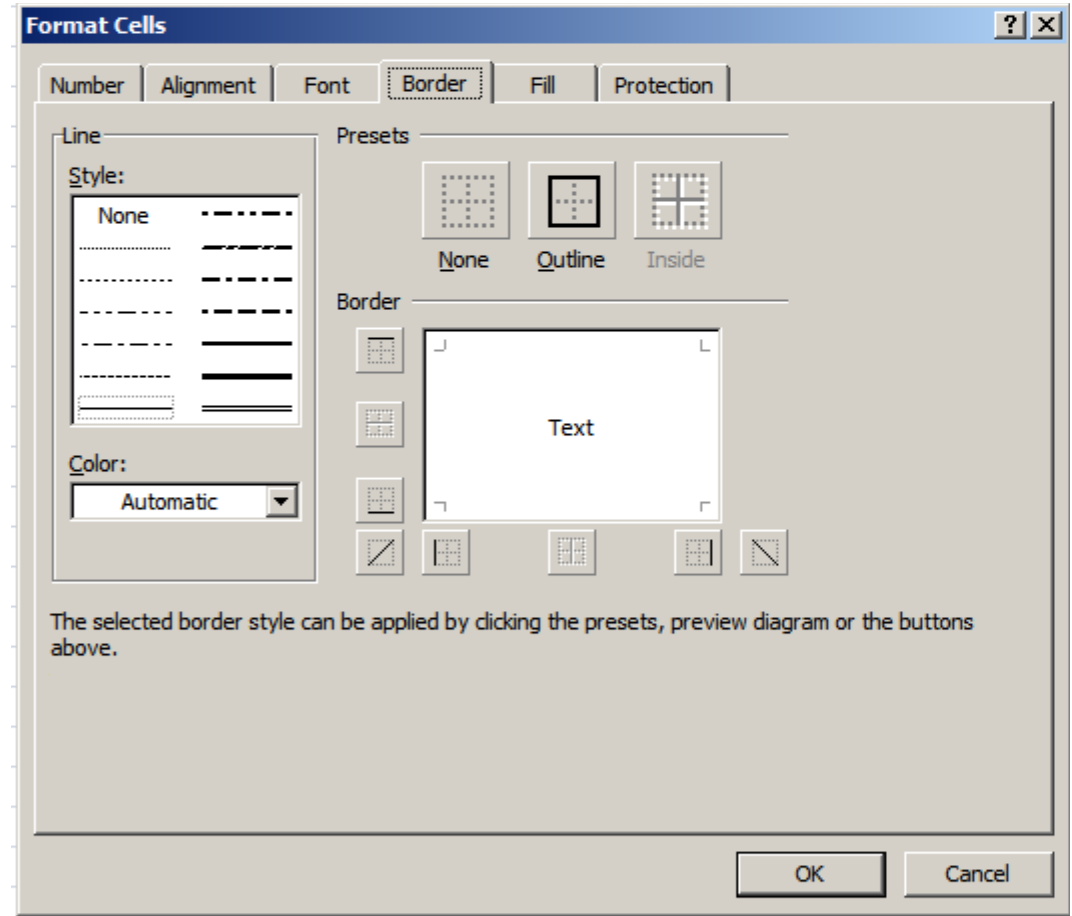 Format Cells
Number Alignment Font Border Fill Protection
Line
Style:
None
Color:
Automatic
Presets
None Outline Inside
Border
Text
The selected border style can be applied by clicking the presets, preview diagram or the buttons
above.
OK Cancel